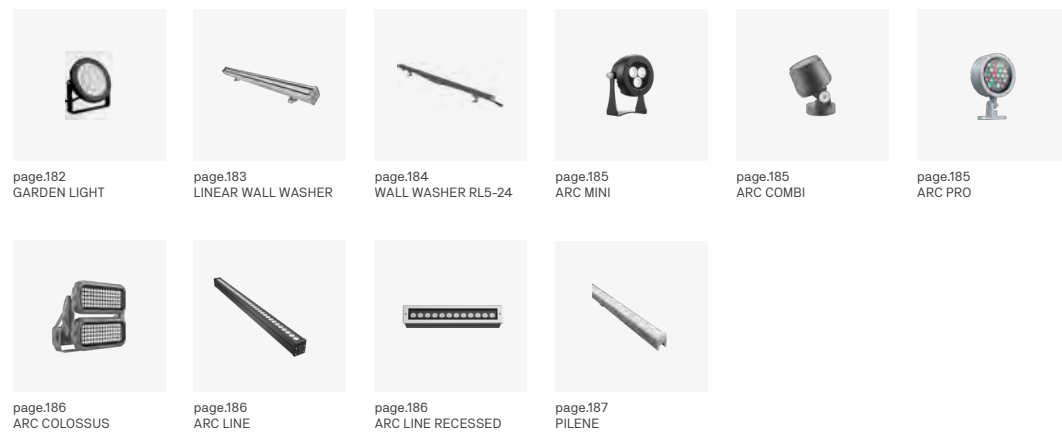 page.182
GARDEN LIGHT
page.183
LINEAR WALL WASHER
page.184
WALL WASHER RL5-24
page.185
ARC MINI
page.185
ARC COMBI
page.185
ARC PRO
page.186
ARC COLOSSUS
page.186
ARC LINE
page.186
ARC LINE RECESSED
page.187
PILENE